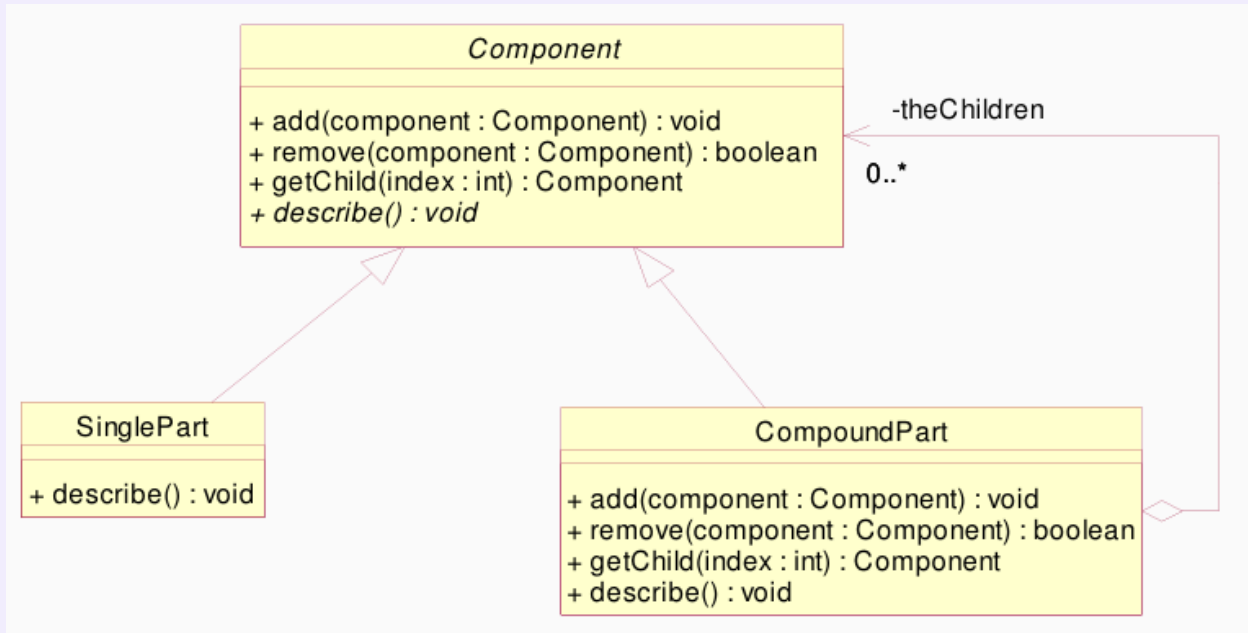 Component
+ add(component : Component) : void
+ remove(component : Component) : boolean
+ getChild(index : int) : Component
+ describe() : void
-theChildren
0..*
SinglePart
+ describe() : void
CompoundPart
+ add(component : Component) : void
+ remove(component : Component) : boolean
+ getChild(index : int) : Component
+ describe() : void